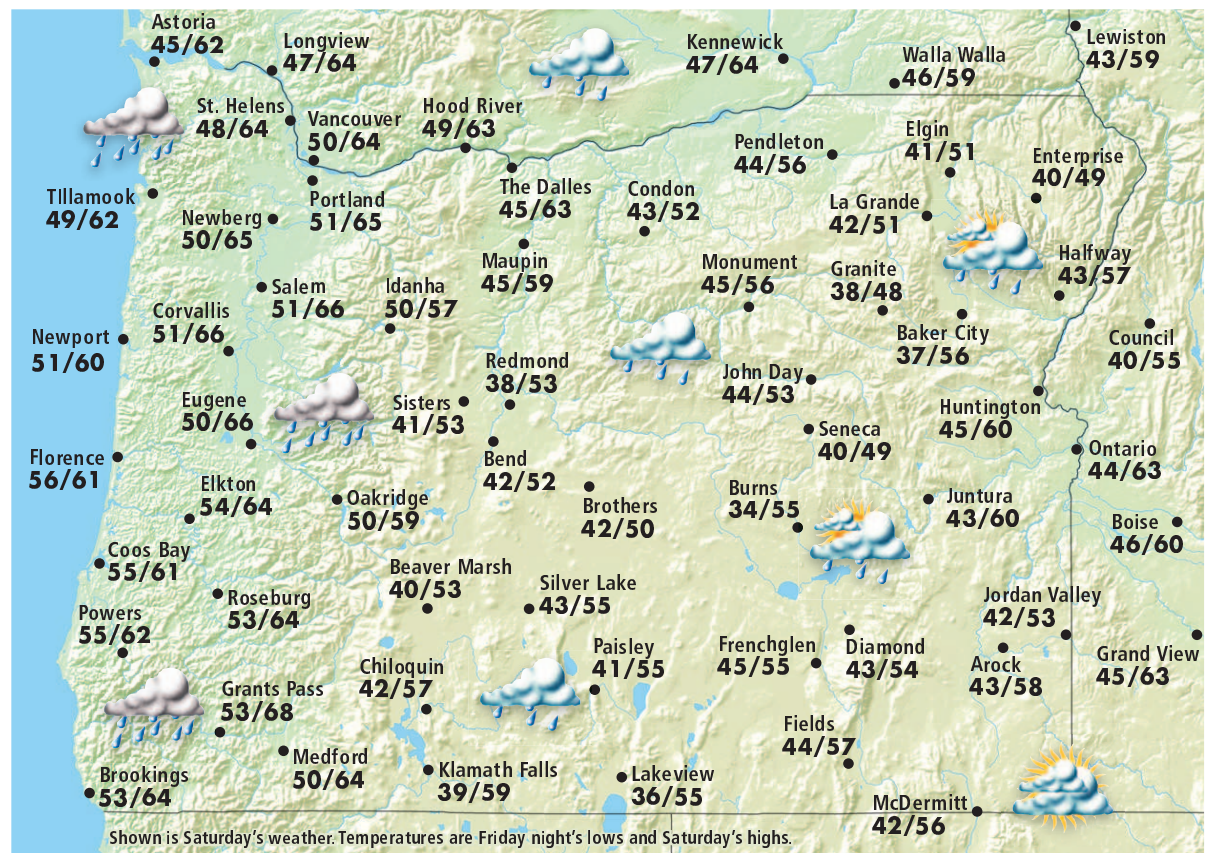 Astoria
45/62
Longview
47/64
Kennewick
47/64
Walla Walla
46/59
Lewiston
43/59
St. Helens
48/64
Vancouver
50/64
Hood River
49/63
Pendleton
44/56
Elgin
41/51
Enterprise
40/49
TIllamook
49/62
Newberg
50/65
Portland
51/65
The Dalles
45/63
Condon
43/52
La Grande
42/51
Maupin
45/59
Monument
45/56
Granite
38/48
Halfway
43/57
Salem
51/66
Idanha
50/57
Corvallis
51/66
Newport
51/60
Baker City
37/56
Council
40/55
Redmond
38/53
John Day
44/53
Eugene
50/66
Sisters
41/53
Huntington
45/60
Seneca
40/49
Florence
56/61
Bend
42/52
Ontario
44/63
Elkton
54/64
Oakridge
50/59
Brothers
42/50
Burns
34/55
Juntura
43/60
Boise
46/60
Coos Bay
55/61
Beaver Marsh
40/53
Silver Lake
43/55
Roseburg
53/64
Powers
55/62
Jordan Valley
42/53
Paisley
41/55
Frenchglen
45/55
Diamond
43/54
Arock
43/58
Grand View
45/63
Chiloquin
42/57
Grants Pass
53/68
Fields
44/57
Medford
50/64
Brookings
53/64
Klamath Falls
39/59
Lakeview
36/55
McDermitt
42/56
Shown is Saturday's weather. Temperatures are Friday night's lows and Saturday's highs.